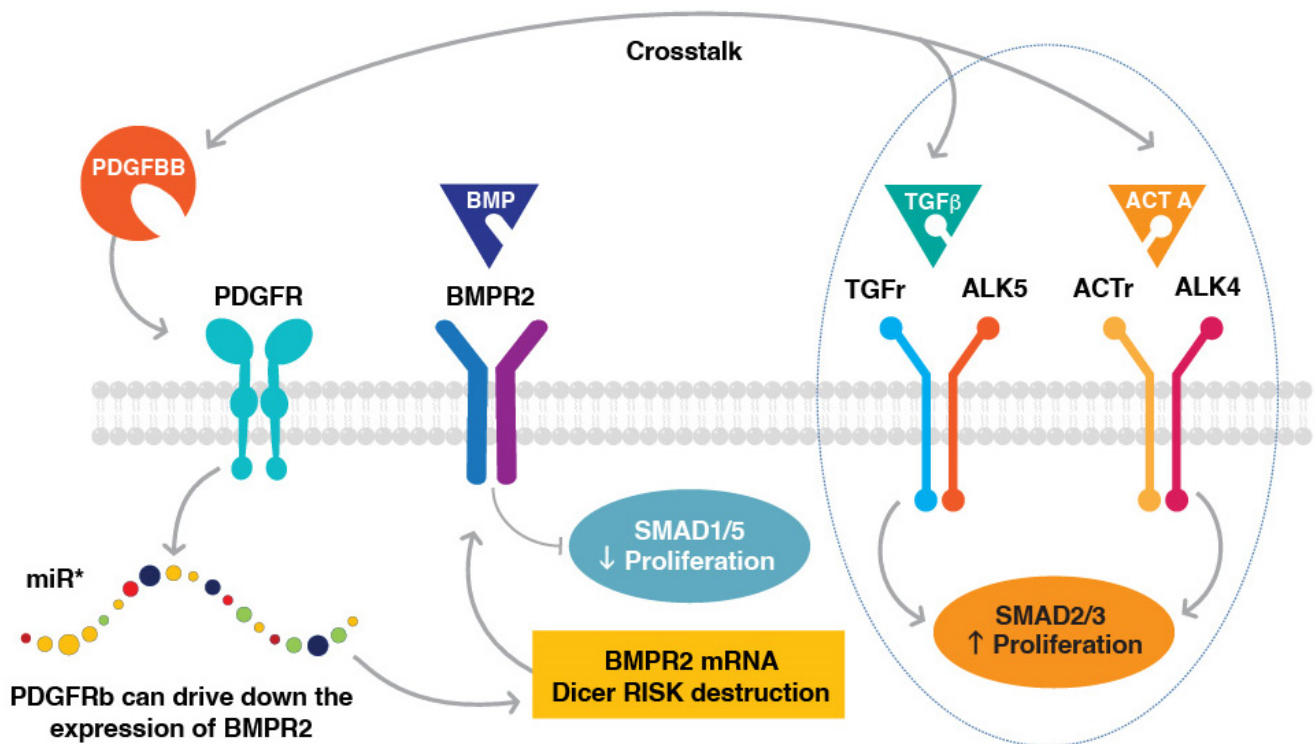 Crosstalk
PDGFBB
BMP
TGFβ
ACT A
PDGFR
BMPR2
TGFr
ALK5
ACTr
ALK4
SMAD1/5
↓ Proliferation
miR*
SMAD2/3
↑ Proliferation
BMPR2 mRNA
Dicer RISK destruction
PDGFRb can drive down the
expression of BMPR2